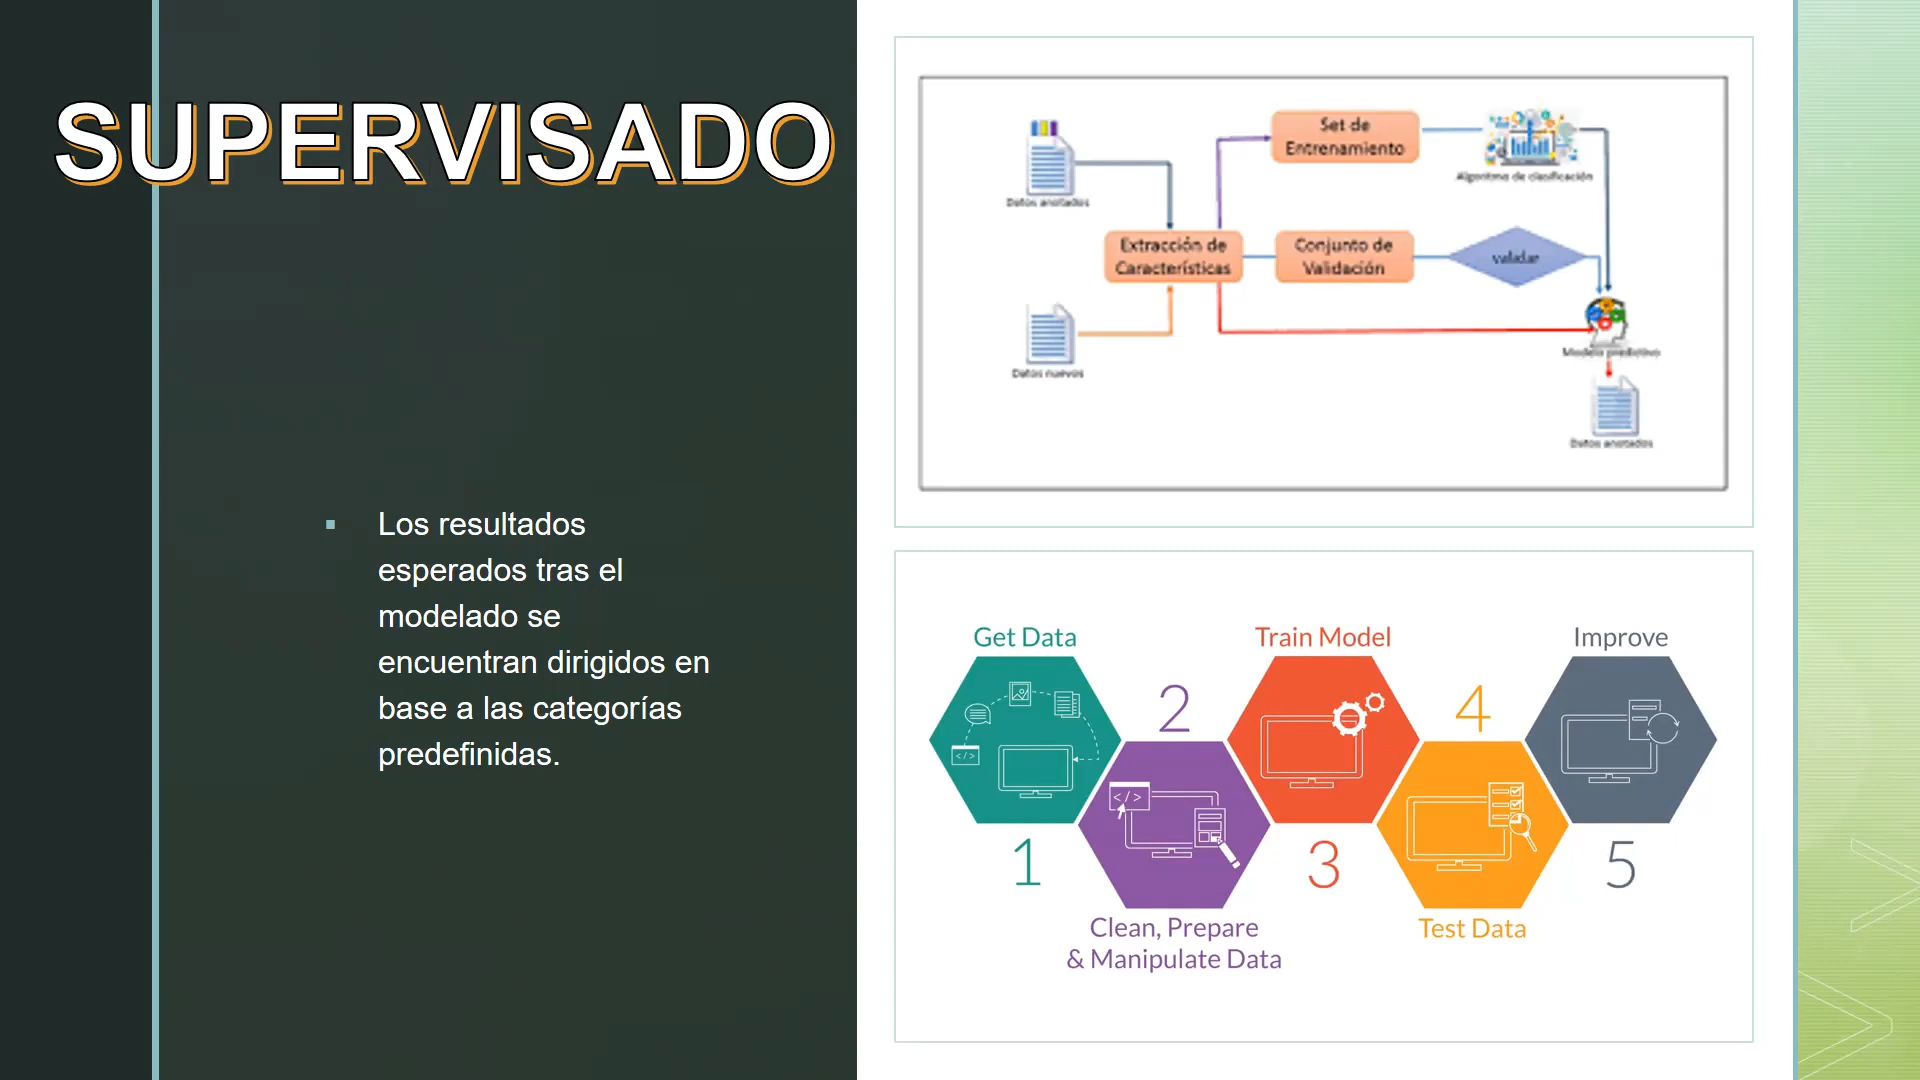 SUPERVISADO
Los resultados
esperados tras el
modelado se
encuentran dirigidos en
base a las categorías
predefinidas.
Datos anotados
Set de
Entrenamiento
Algoritmo de clasificación
Extracción de
Características
Conjunto de
Validación
validar
Datos nuevos
Modelo predictivo
Datos anotados
Get Data
1
2
Clean, Prepare
& Manipulate Data
Train Model
3
4
Test Data
Improve
5